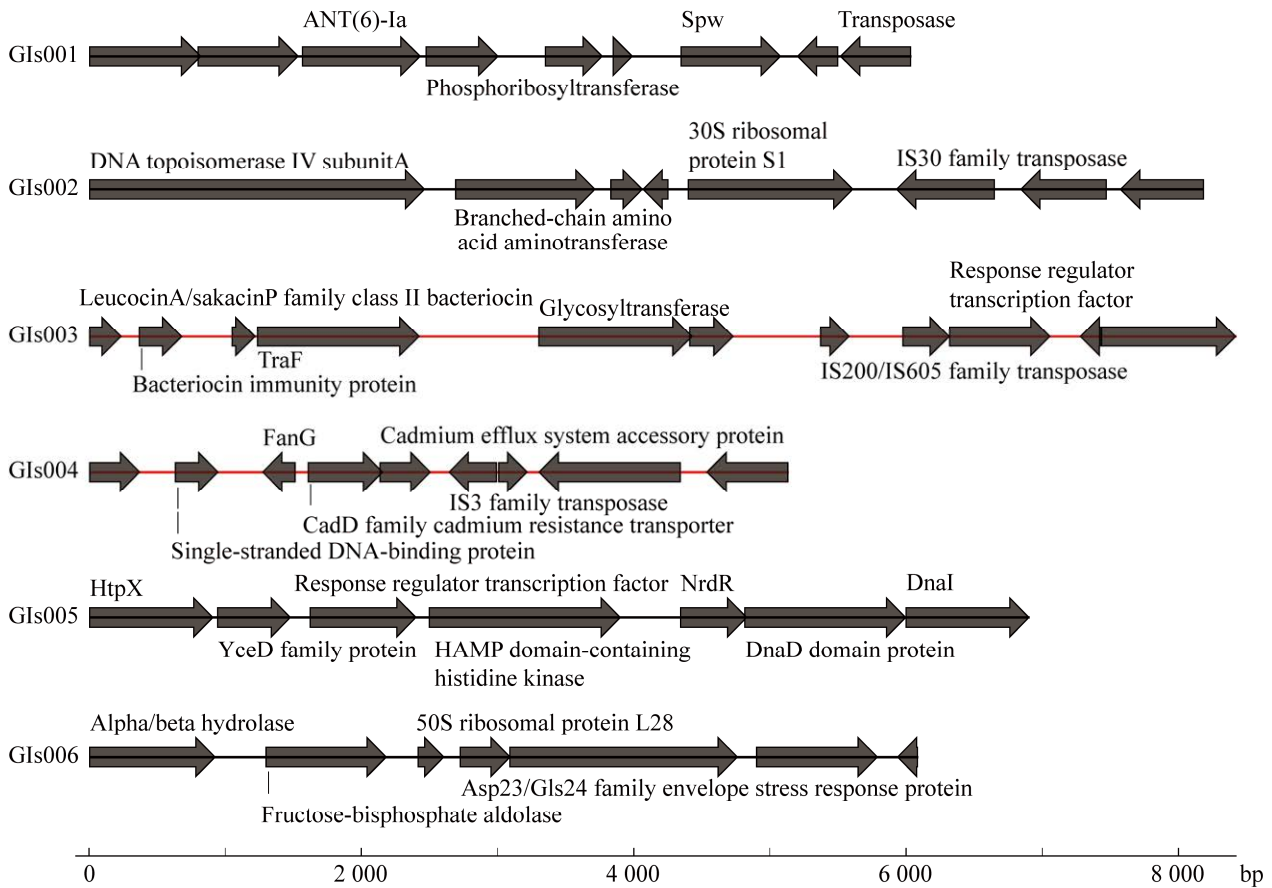 ANT(6)-Ia
Spw
Transposase
GIs001
Phosphoribosyltransferase
30S ribosomal
protein S1
DNA topoisomerase IV subunitA
IS30 family transposase
GIs002
Branched-chain amino
acid aminotransferase
Response regulator
transcription factor
LeucocinA/sakacinP family class II bacteriocin
Glycosyltransferase
GIs003
TraF
IS200/IS605 family transposase
Bacteriocin immunity protein
FanG
Cadmium efflux system accessory protein
GIs004
IS3 family transposase
CadD family cadmium resistance transporter
Single-stranded DNA-binding protein
HtpX
Response regulator transcription factor
NrdR
DnaI
GIs005
YceD family protein
HAMP domain-containing
histidine kinase
DnaD domain protein
Alpha/beta hydrolase
50S ribosomal protein L28
GIs006
Asp23/Gls24 family envelope stress response protein
Fructose-bisphosphate aldolase
0 2 000 4 000 6 000 8 000 bp